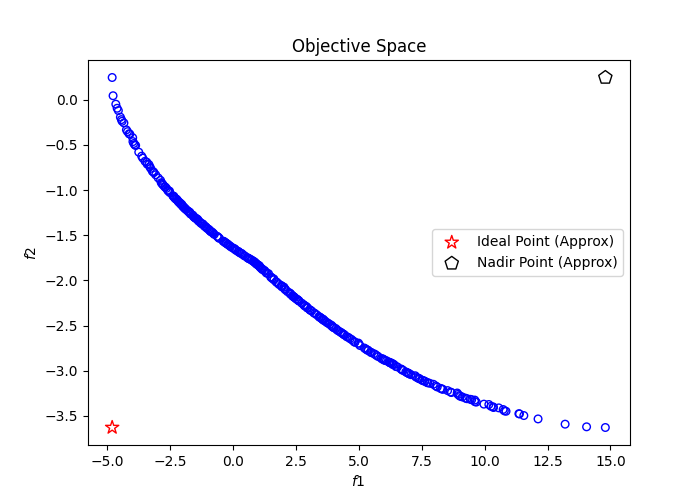 Objective Space
0.0
−0.5
−1.0
−1.5
−2.0
−2.5
−3.0
−3.5
f2
Ideal Point (Approx)
Nadir Point (Approx)
−5.0 −2.5 0.0 2.5 5.0 7.5 10.0 12.5 15.0
f1